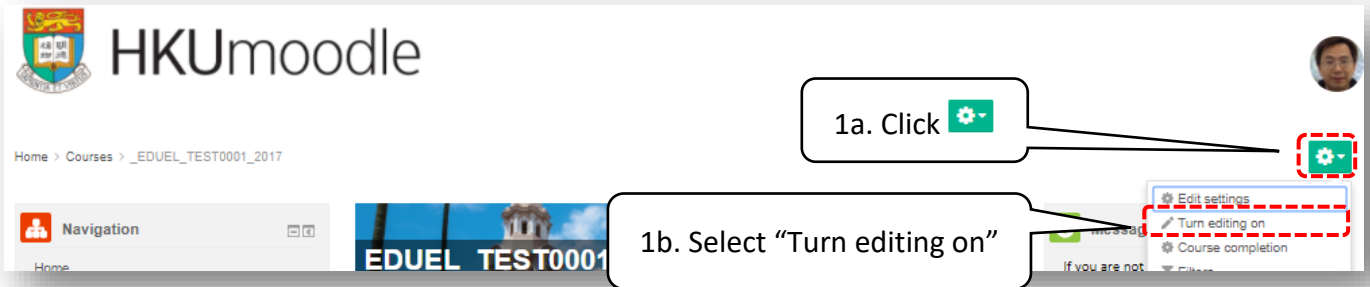 HKUmoodle
1a. Click
Home > Courses > _EDUEL_TEST0001_2017
Edit settings
Navigation
1b. Select “Turn editing on”
Turn editing on
EDUEL_TEST0001
Course completion
Home
If you are not
Filters